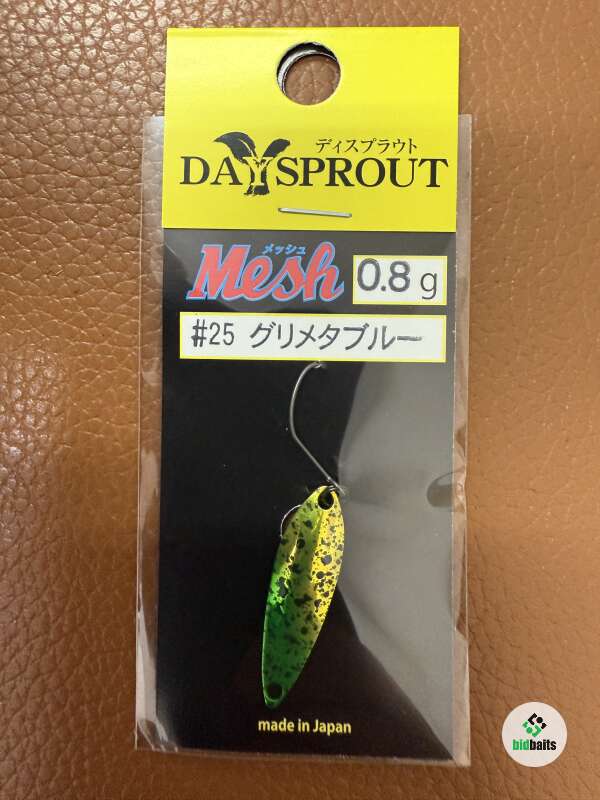 ディスプラウト
DAYSPROUT
メッシュ
Mesh 0.8g
#25 グリメタブルー
made in Japan
bidbaits